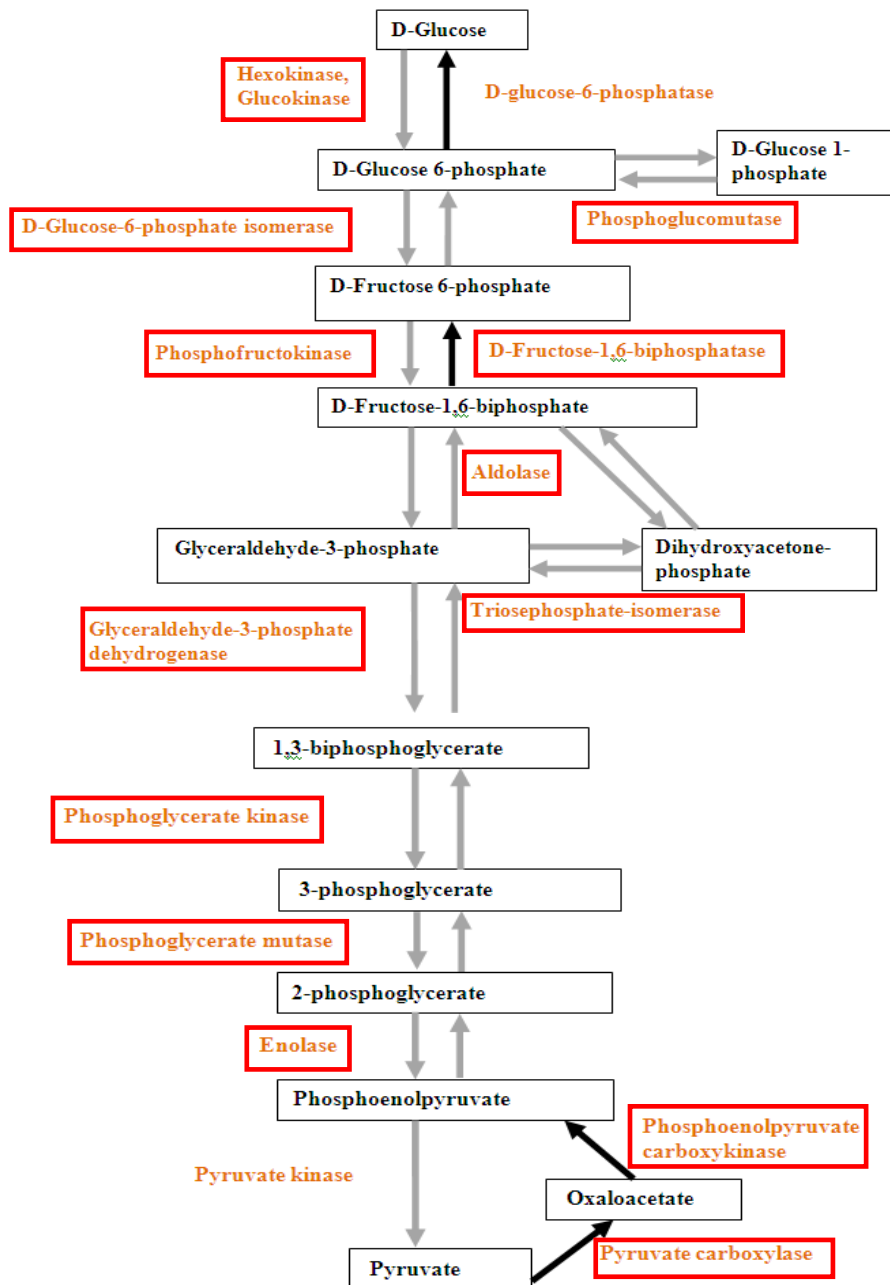 D-Glucose
Hexokinase,
Glucokinase
D-glucose-6-phosphatase
D-Glucose 6-phosphate
D-Glucose 1-
phosphate
D-Glucose-6-phosphate isomerase
Phosphoglucomutase
D-Fructose 6-phosphate
Phosphofructokinase
D-Fructose-1,6-biphosphatase
D-Fructose-1,6-biphosphate
Aldolase
Glyceraldehyde-3-phosphate
Dihydroxyacetone-
phosphate
Triosephosphate-isomerase
Glyceraldehyde-3-phosphate
dehydrogenase
1,3-biphosphoglycerate
Phosphoglycerate kinase
3-phosphoglycerate
Phosphoglycerate mutase
2-phosphoglycerate
Enolase
Phosphoenolpyruvate
Phosphoenolpyruvate
carboxykinase
Pyruvate kinase
Oxaloacetate
Pyruvate carboxylase
Pyruvate